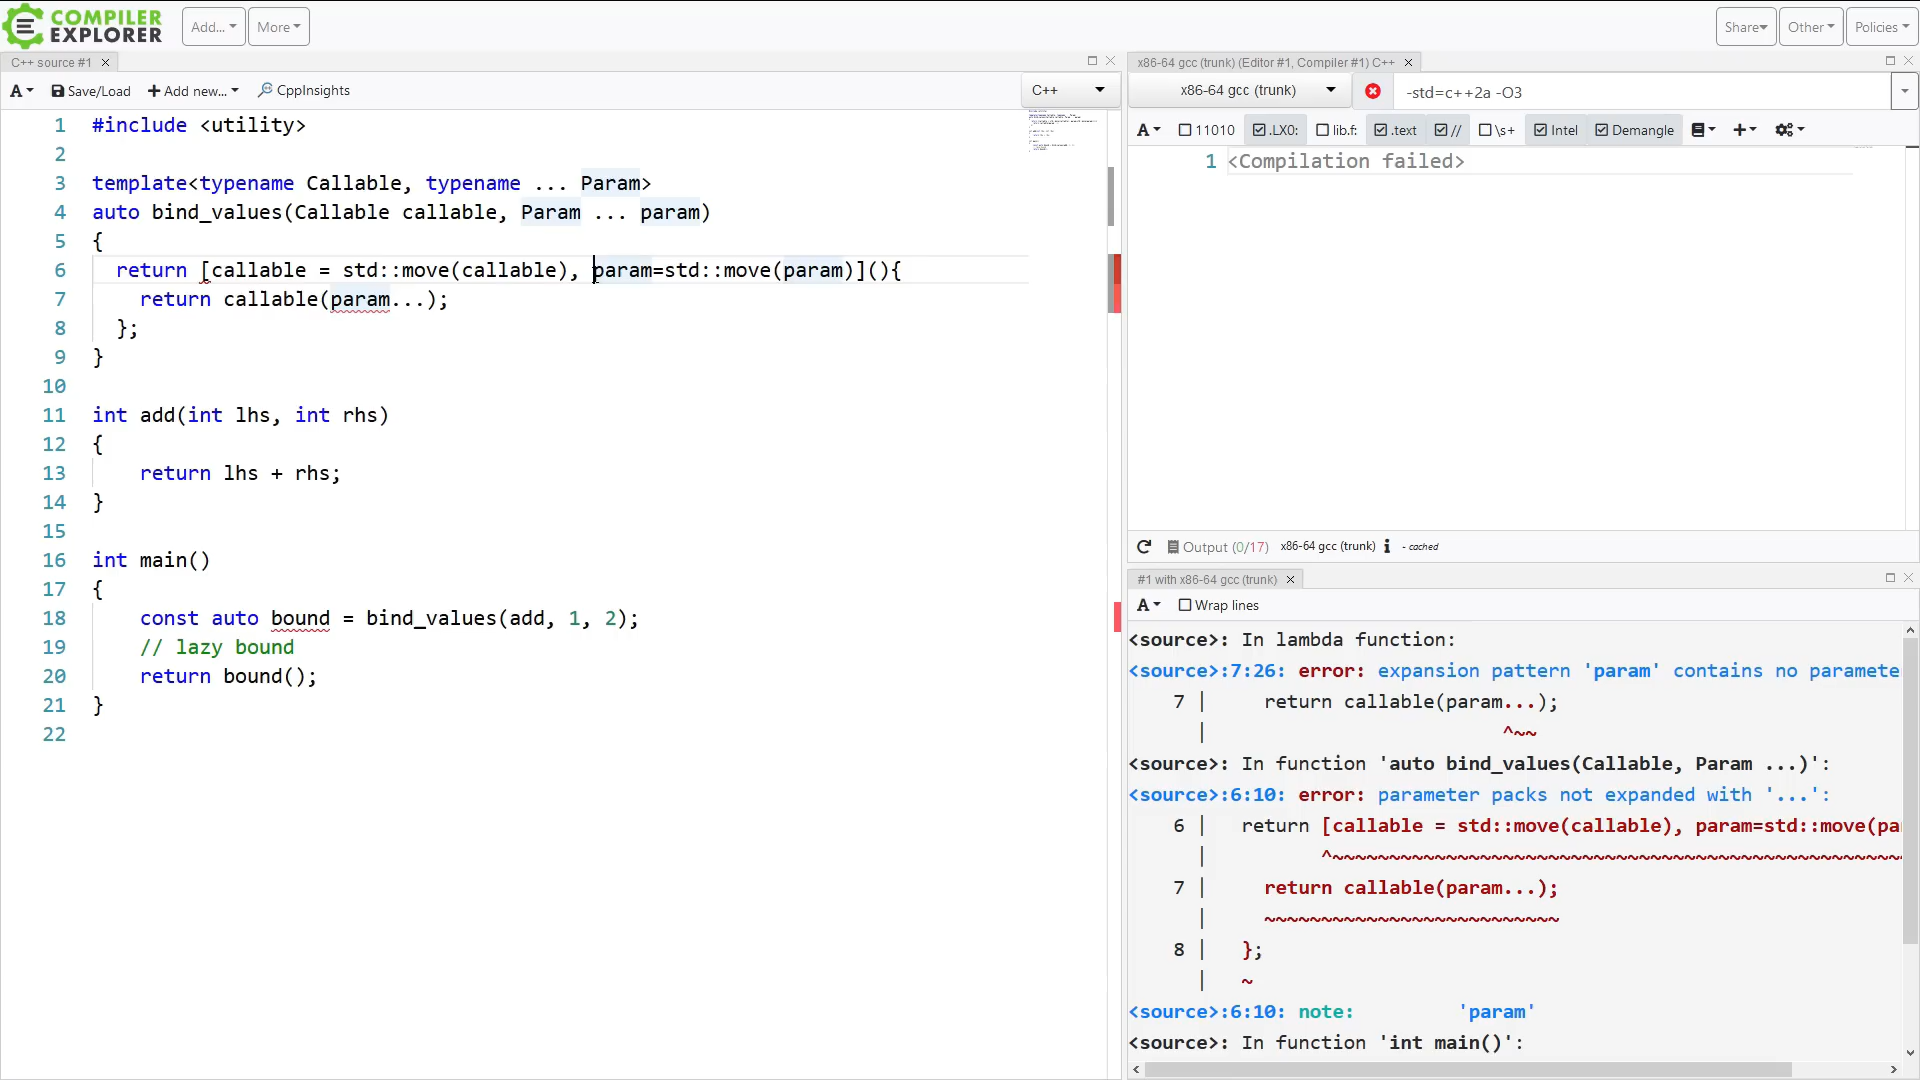 COMPILER
EXPLORER
Add...
More
Share
Other
Policies
C++ source #1
A
Save/Load
Add new...
CppInsights
C++
1 #include <utility>
2
3 template<typename Callable, typename ... Param>
4 auto bind_values(Callable callable, Param ... param)
5 {
6 return [callable = std::move(callable), param=std::move(param)](){
7 return callable(param...);
8 };
9 }
10
11 int add(int lhs, int rhs)
12 {
13 return lhs + rhs;
14 }
15
16 int main()
17 {
18 const auto bound = bind_values(add, 1, 2);
19 // lazy bound
20 return bound();
21 }
22
x86-64 gcc (trunk) (Editor #1, Compiler #1) C++
x86-64 gcc (trunk)
-std=c++2a -O3
A
11010
.LX0:
lib.f:
.text
//
\s+
Intel
Demangle
1 <Compilation failed>
Output (0/17) x86-64 gcc (trunk) i - cached
#1 with x86-64 gcc (trunk)
A
Wrap lines
<source>: In lambda function:
<source>:7:26: error: expansion pattern 'param' contains no paramete
7 | return callable(param...);
| ^~~
<source>: In function 'auto bind_values(Callable, Param ...)':
<source>:6:10: error: parameter packs not expanded with '...':
6 | return [callable = std::move(callable), param=std::move(pa
| ^~~~~~~~~~~~~~~~~~~~~~~~~~~~~~~~~~~~~~~~~~~~~~~~~~~
7 | return callable(param...);
| ~~~~~~~~~~~~~~~~~~~~~~~~~~
8 | };
| ~
<source>:6:10: note: 'param'
<source>: In function 'int main()':